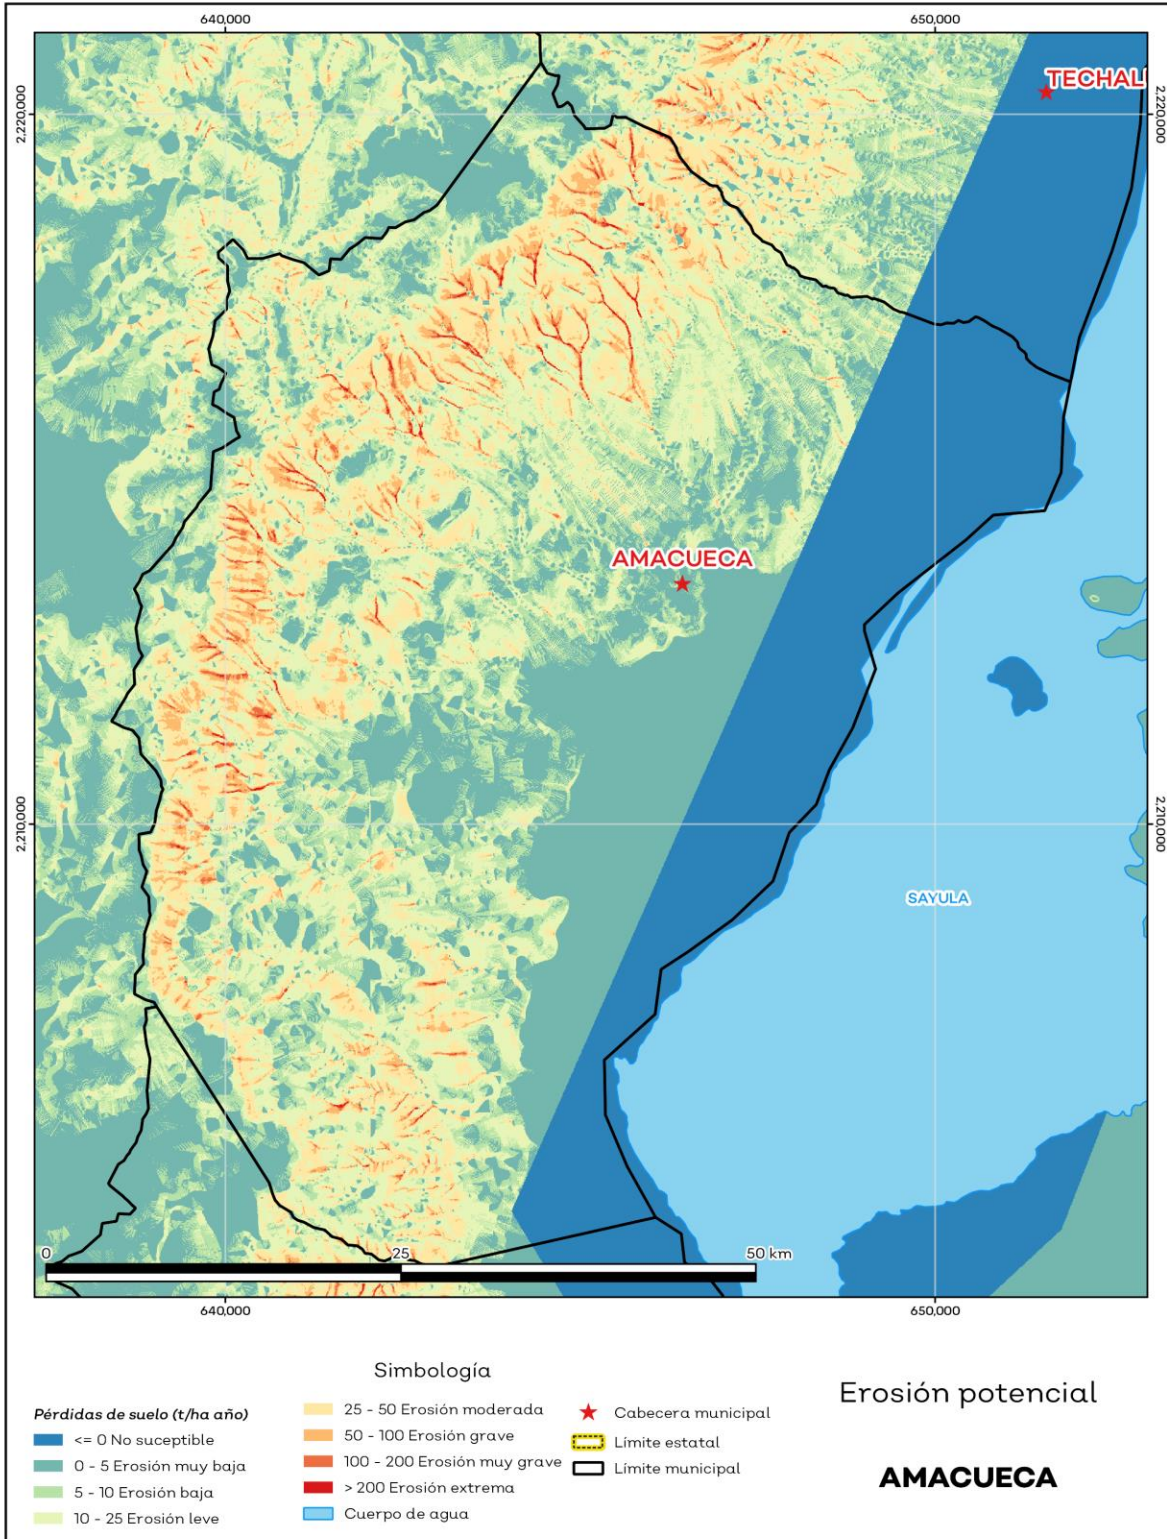 640,000
650,000
TECHAL
2,220,000
2,220,000
AMACUECA
2,210,000
2,210,000
SAYULA
0
25
50 km
640,000
650,000
Simbología
Pérdidas de suelo (t/ha año)
<= 0 No suceptible
0 - 5 Erosión muy baja
5 - 10 Erosión baja
10 - 25 Erosión leve
25 - 50 Erosión moderada
50 - 100 Erosión grave
100 - 200 Erosión muy grave
> 200 Erosión extrema
Cuerpo de agua
Cabecera municipal
Límite estatal
Límite municipal
Erosión potencial
AMACUECA